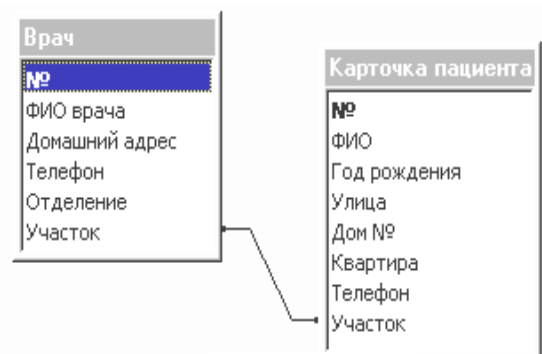 Врач
№
ФИО врача
Домашний адрес
Телефон
Отделение
Участок
Карточка пациента
№
ФИО
Год рождения
Улица
Дом №
Квартира
Телефон
Участок